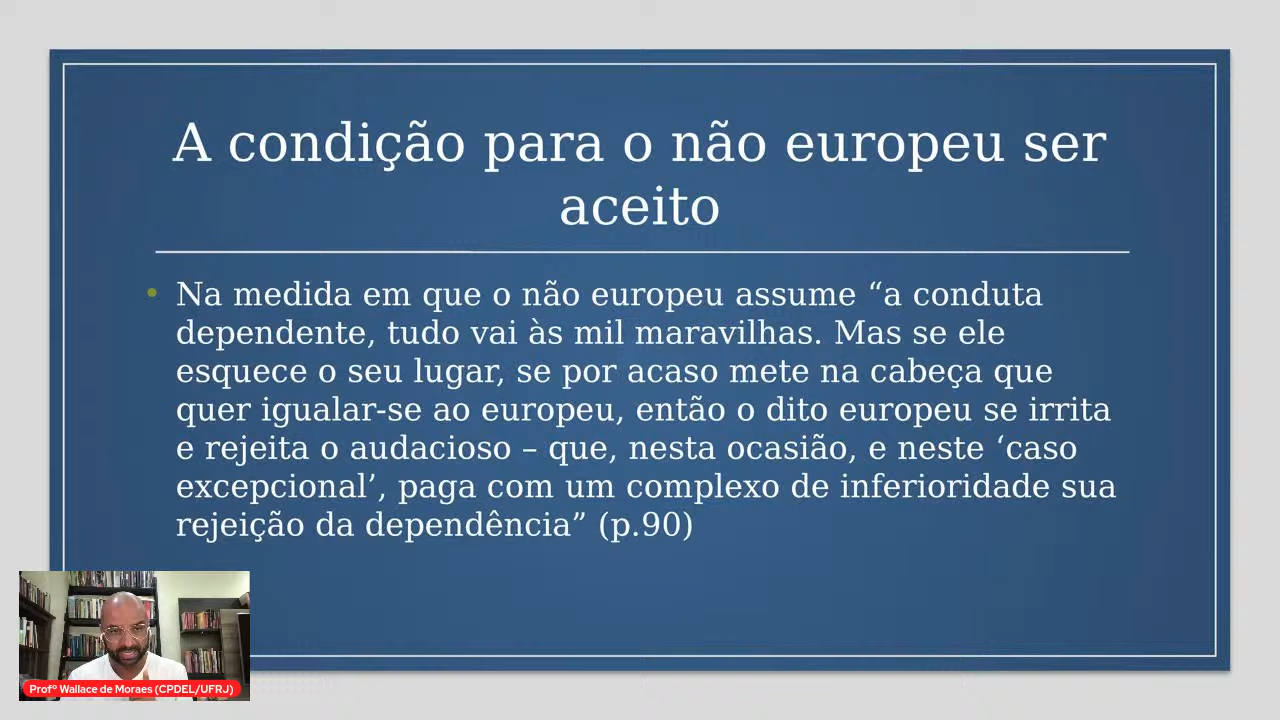 A condição para o não europeu ser
aceito
• Na medida em que o não europeu assume “a conduta
dependente, tudo vai às mil maravilhas. Mas se ele
esquece o seu lugar, se por acaso mete na cabeça que
quer igualar-se ao europeu, então o dito europeu se irrita
e rejeita o audacioso – que, nesta ocasião, e neste ‘caso
excepcional’, paga com um complexo de inferioridade sua
rejeição da dependência” (p.90)
Profº Wallace de Moraes (CPDEL/UFRJ)